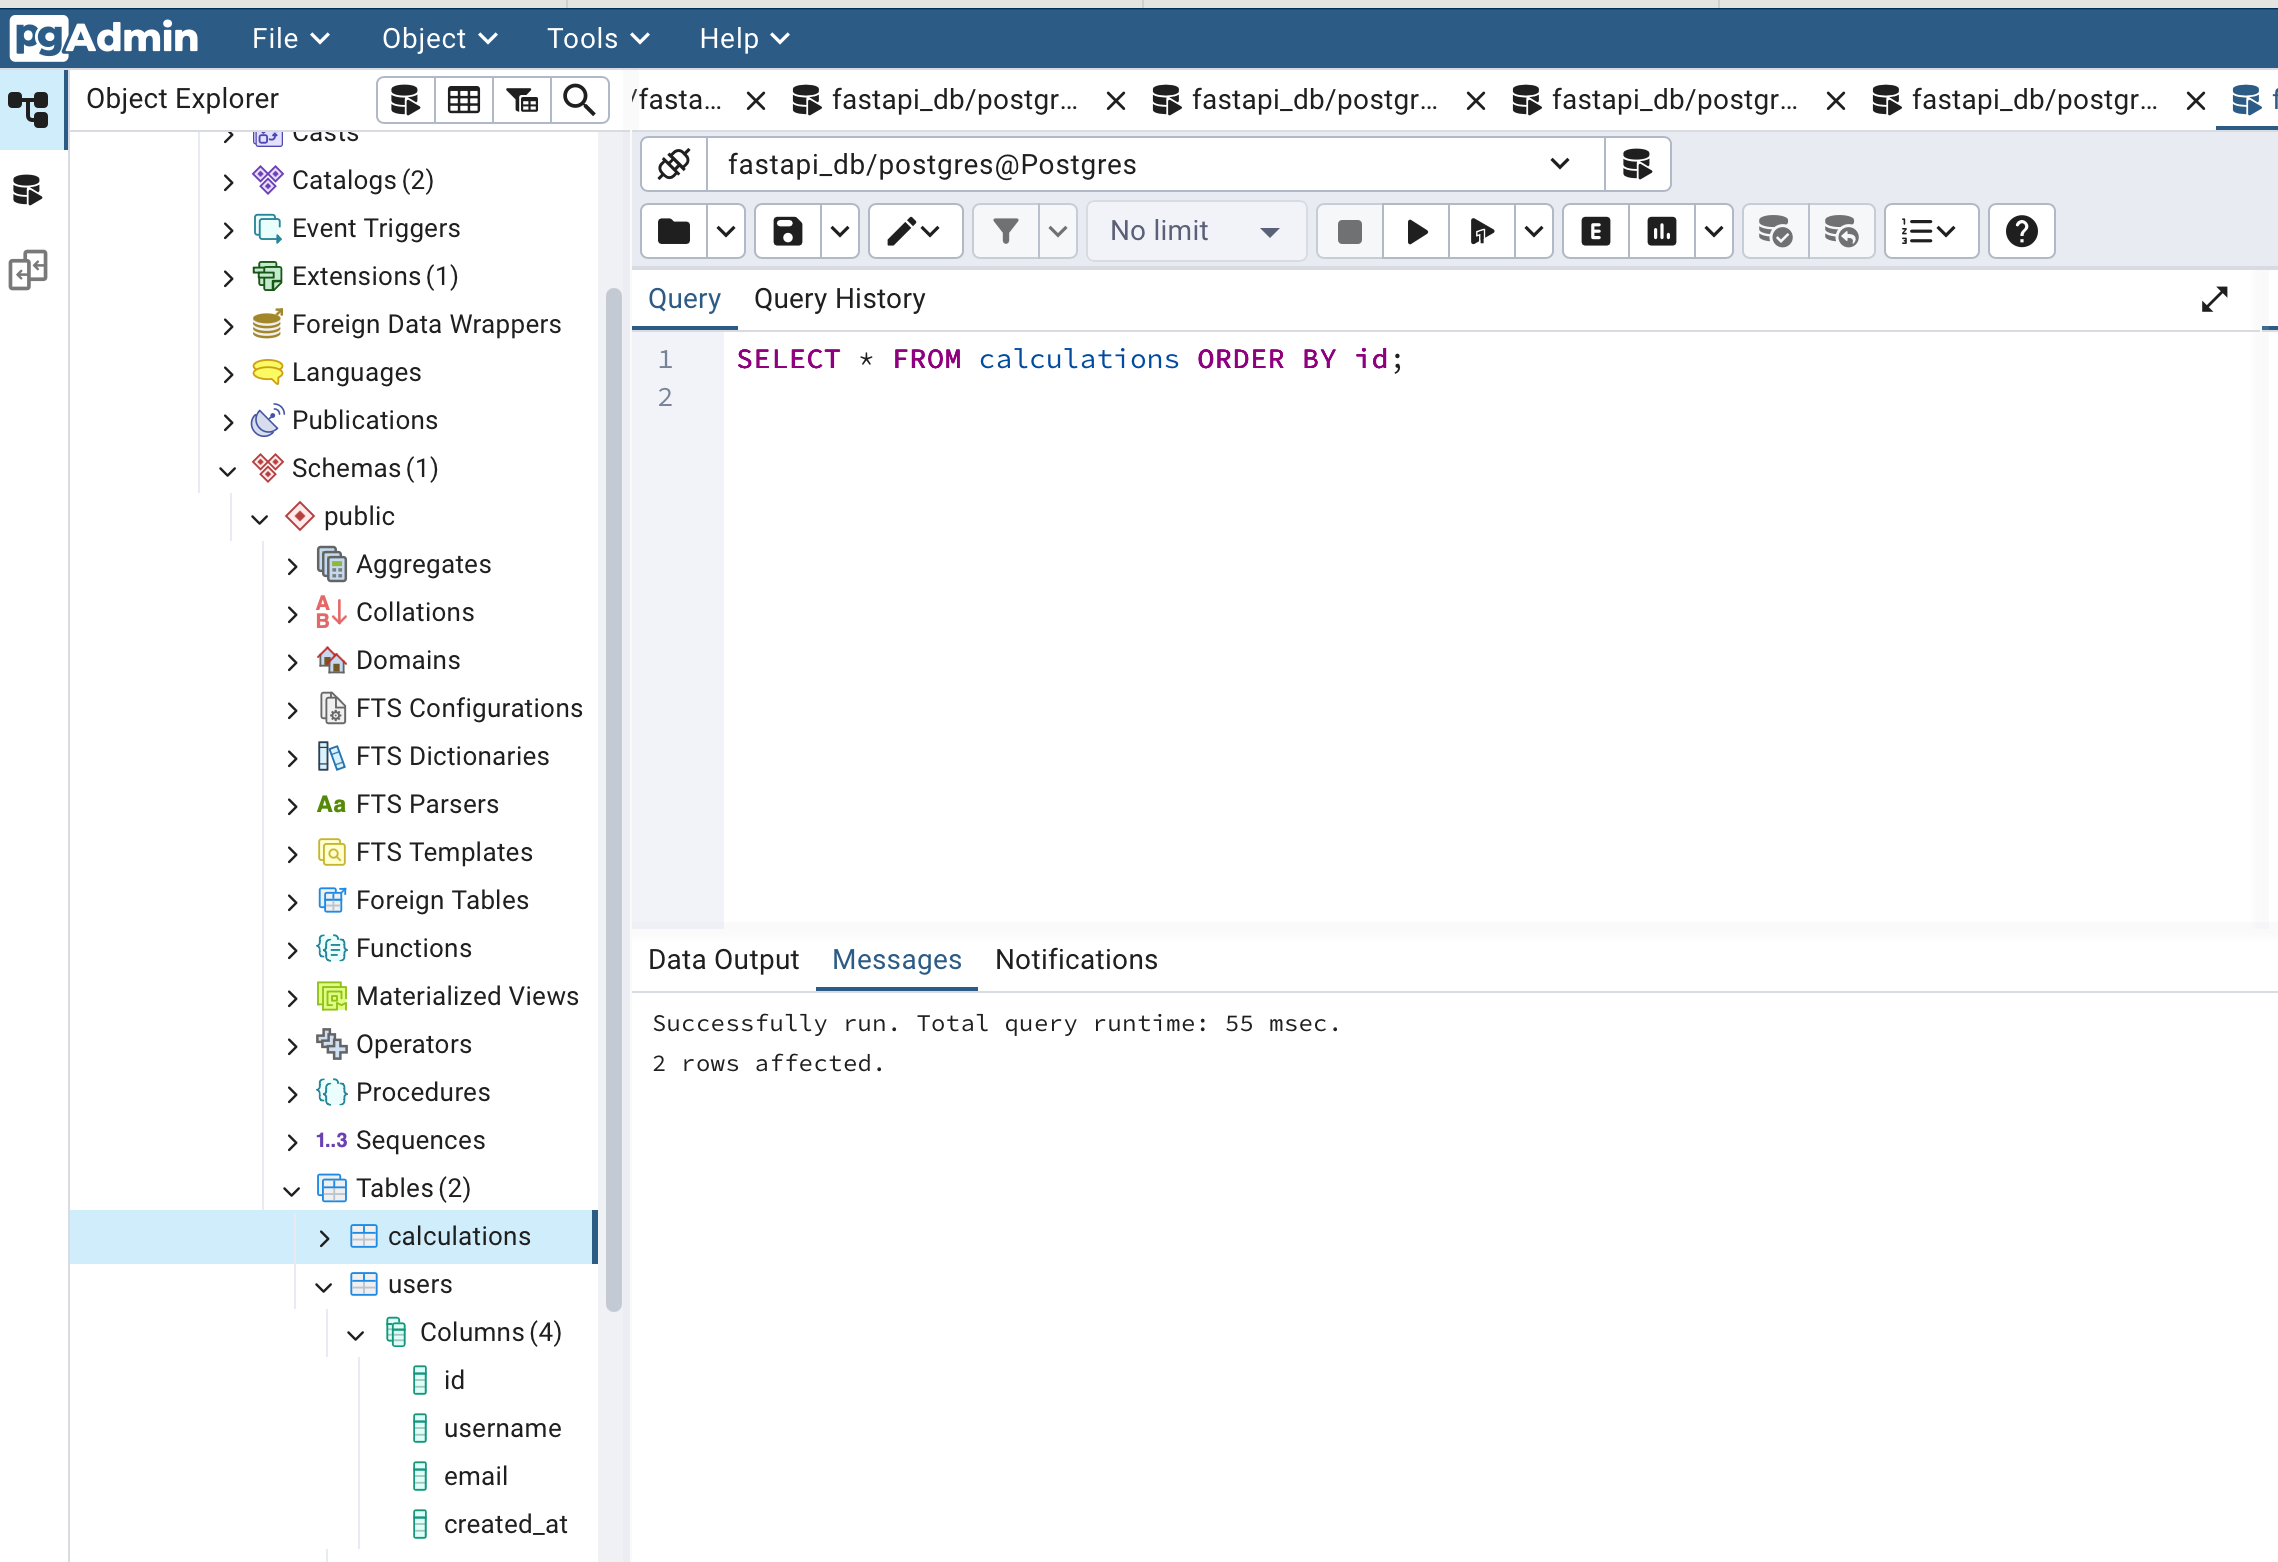 pgAdmin File Object Tools Help
Object Explorer
/fasta...
fastapi_db/postgr...
fastapi_db/postgr...
fastapi_db/postgr...
fastapi_db/postgr...
Casts
Catalogs (2)
Event Triggers
Extensions (1)
Foreign Data Wrappers
Languages
Publications
Schemas (1)
public
Aggregates
Collations
Domains
FTS Configurations
FTS Dictionaries
Aa FTS Parsers
FTS Templates
Foreign Tables
Functions
Materialized Views
Operators
Procedures
1..3 Sequences
Tables (2)
calculations
users
Columns (4)
id
username
email
created_at
fastapi_db/postgres@Postgres
No limit
E
Query Query History
1 SELECT * FROM calculations ORDER BY id;
2
Data Output Messages Notifications
Successfully run. Total query runtime: 55 msec.
2 rows affected.